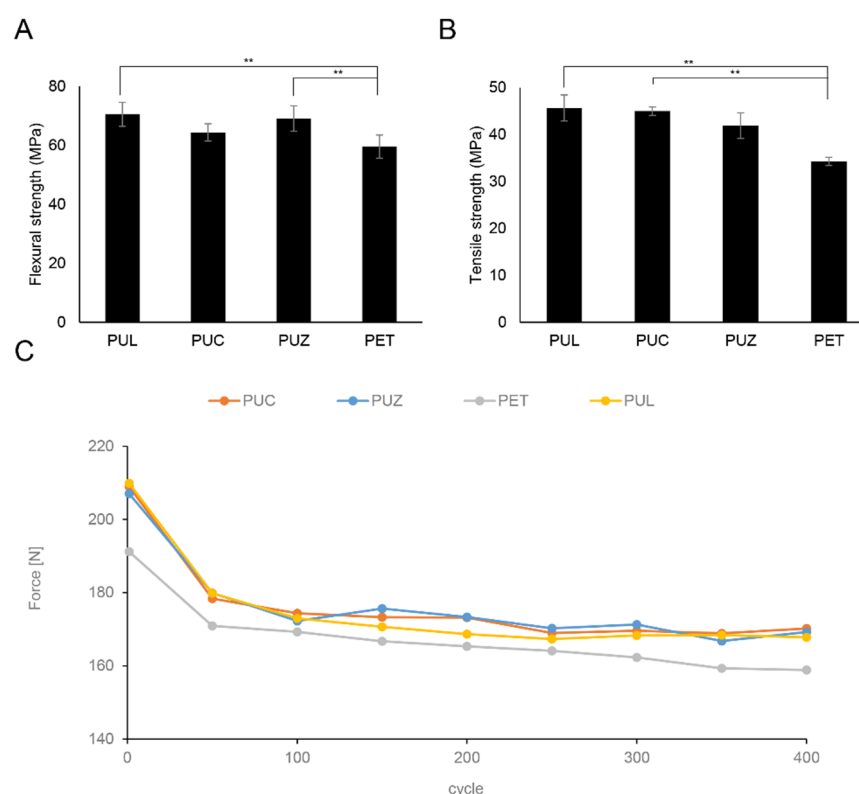 A
B
**
**
**
**
Flexural strength (MPa)
80
60
40
20
0
PUL PUC PUZ PET
Tensile strength (MPa)
50
40
30
20
10
0
PUL PUC PUZ PET
C
PUC PUZ PET PUL
Force [N]
220
200
180
160
140
0 100 200 300 400
cycle